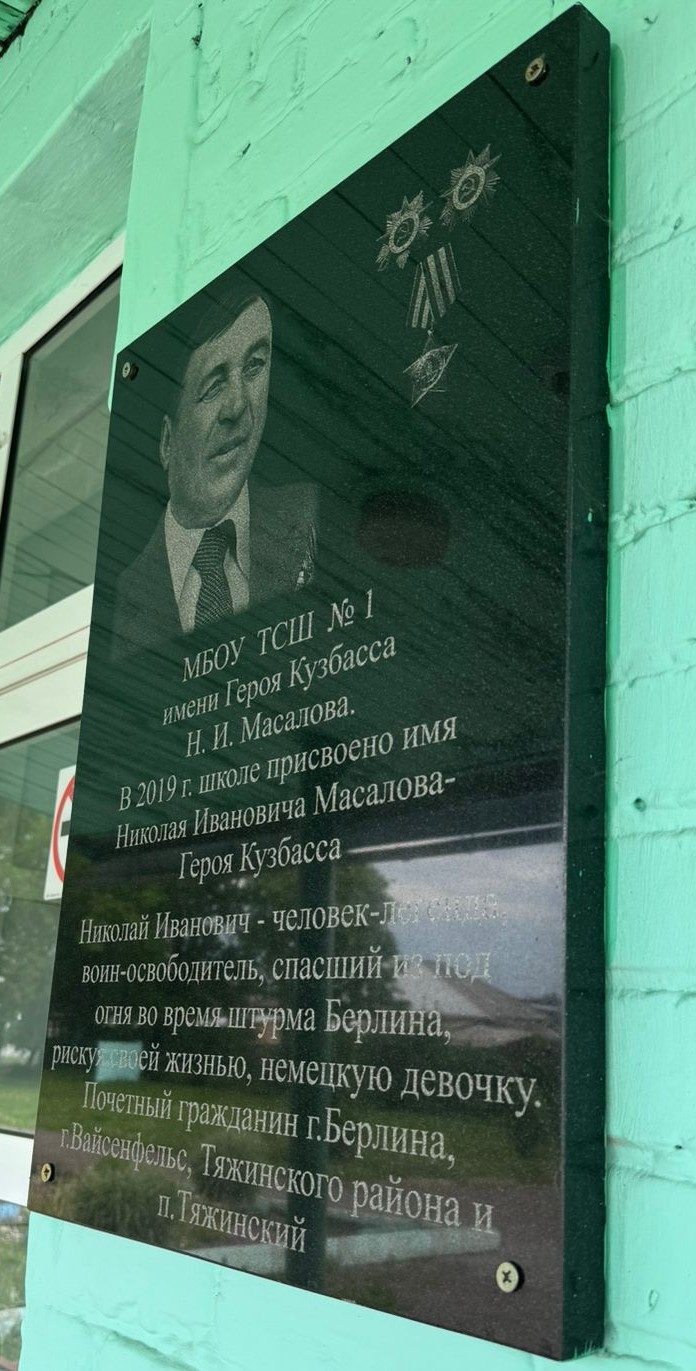 МБОУ ТСШ № 1
имени Героя Кузбасса
Н. И. Масалова.
В 2019 г. школе присвоено имя
Николая Ивановича Масалова-
Героя Кузбасса
Николай Иванович - человек-легенда,
воин-освободитель, спасший из под
огня во время штурма Берлина,
рискуя своей жизнью, немецкую девочку.
Почетный гражданин г.Берлина,
г.Вайсенфельс, Тяжинского района и
п.Тяжинский